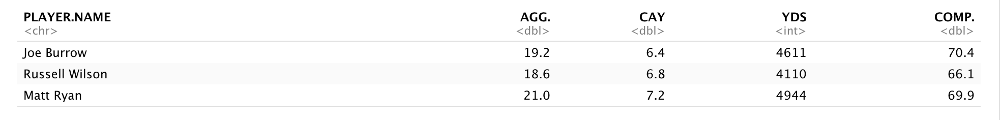 PLAYER.NAME AGG. CAY YDS COMP.
<chr> <dbl> <dbl> <int> <dbl>
Joe Burrow 19.2 6.4 4611 70.4
Russell Wilson 18.6 6.8 4110 66.1
Matt Ryan 21.0 7.2 4944 69.9